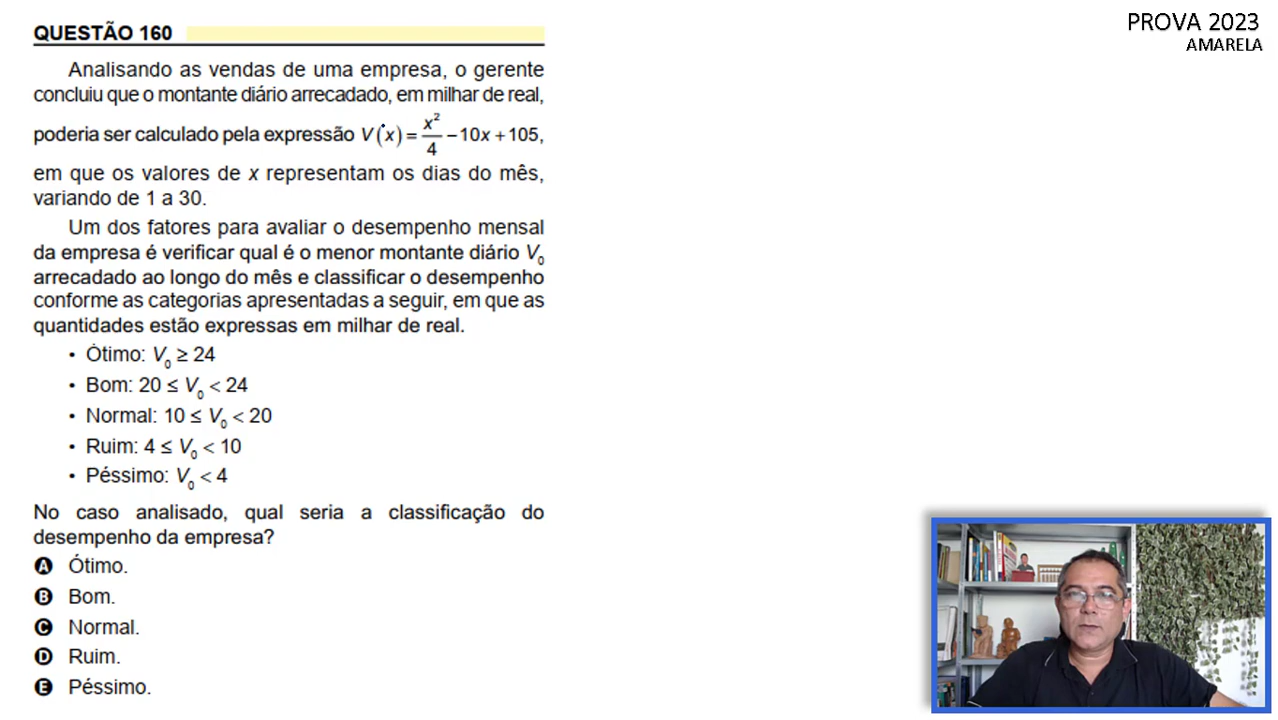 QUESTÃO 160
PROVA 2023
AMARELA
Analisando as vendas de uma empresa, o gerente
concluiu que o montante diário arrecadado, em milhar de real,
poderia ser calculado pela expressão V(x) = x²/4 − 10x + 105,
em que os valores de x representam os dias do mês,
variando de 1 a 30.
Um dos fatores para avaliar o desempenho mensal
da empresa é verificar qual é o menor montante diário V₀
arrecadado ao longo do mês e classificar o desempenho
conforme as categorias apresentadas a seguir, em que as
quantidades estão expressas em milhar de real.
• Ótimo: V₀ ≥ 24
• Bom: 20 ≤ V₀ < 24
• Normal: 10 ≤ V₀ < 20
• Ruim: 4 ≤ V₀ < 10
• Péssimo: V₀ < 4
No caso analisado, qual seria a classificação do
desempenho da empresa?
A Ótimo.
B Bom.
C Normal.
D Ruim.
E Péssimo.